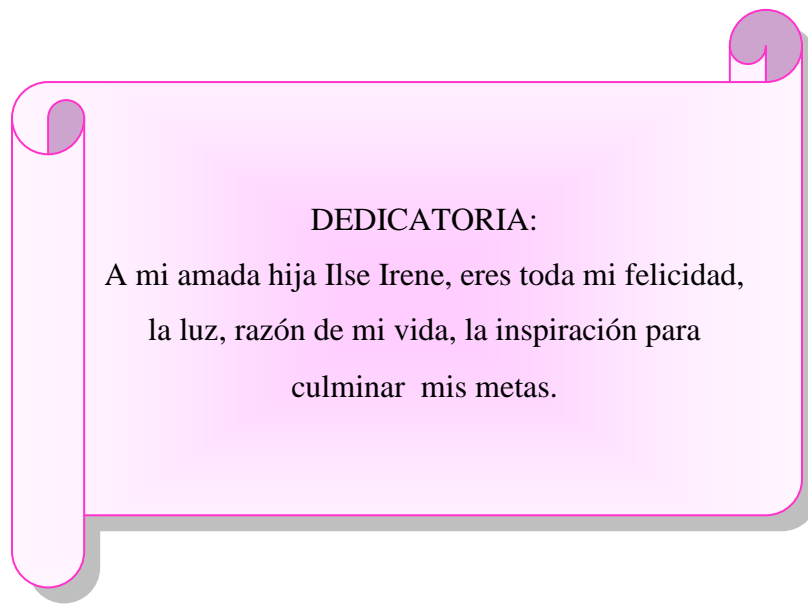 DEDICATORIA:
A mi amada hija Ilse Irene, eres toda mi felicidad,
la luz, razón de mi vida, la inspiración para
culminar  mis metas.